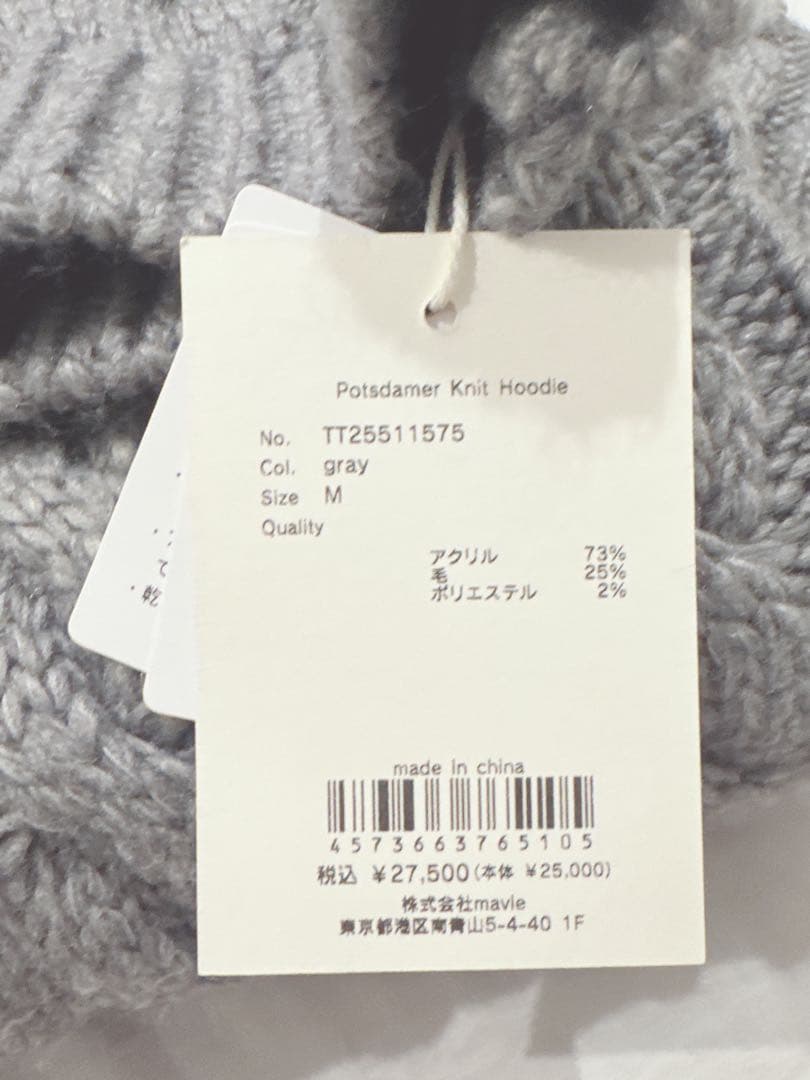 Potsdamer Knit Hoodie
No. TT25511575
Col. gray
Size M
Quality
アクリル 73%
毛 25%
ポリエステル 2%
made in china
4573663765105
税込 ¥27,500(本体 ¥25,000)
株式会社mavie
東京都港区南青山5-4-40 1F
て
・乾